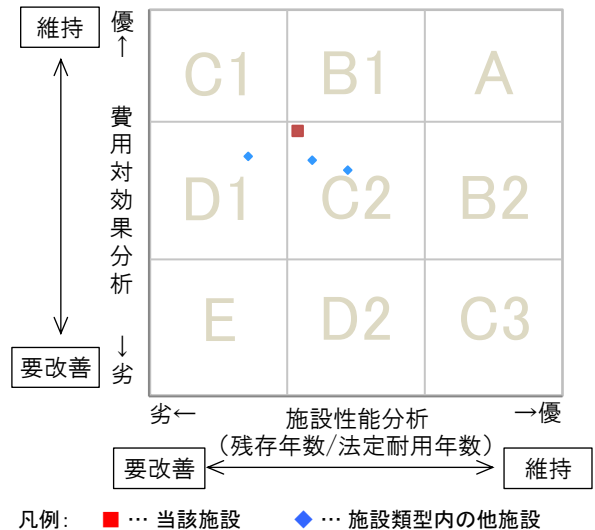 維持
優
↑
費用対効果分析
↓
劣
要改善
C1 B1 A
D1 C2 B2
E D2 C3
劣← 施設性能分析 →優
(残存年数/法定耐用年数)
要改善 維持
凡例: ■ … 当該施設 ◆ … 施設類型内の他施設